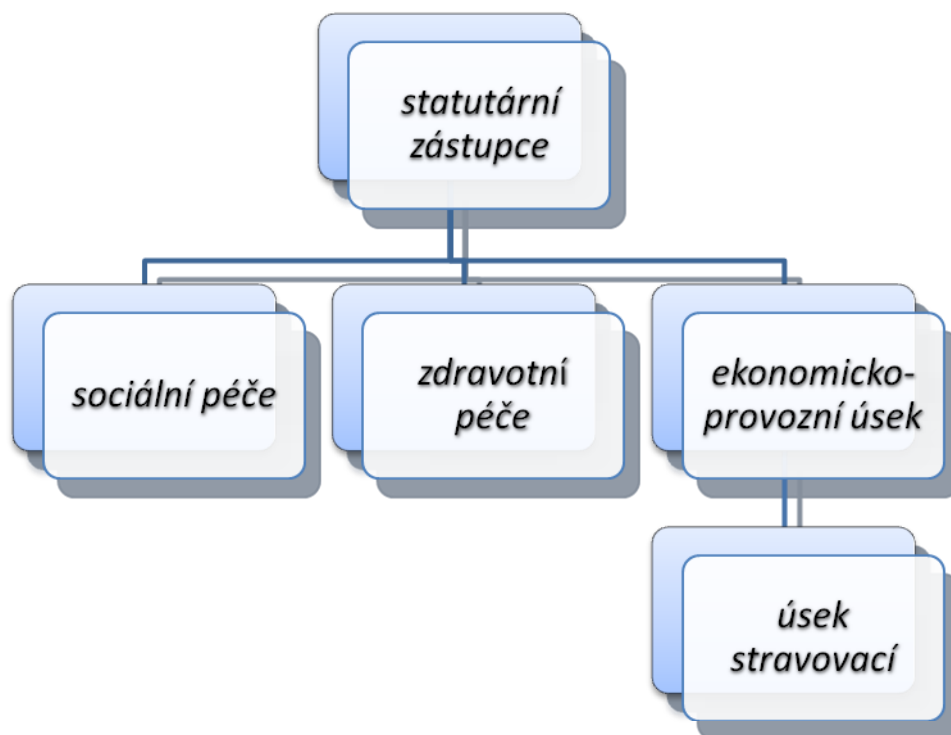 statutární
zástupce
sociální péče
zdravotní
péče
ekonomicko-
provozní úsek
úsek
stravovací